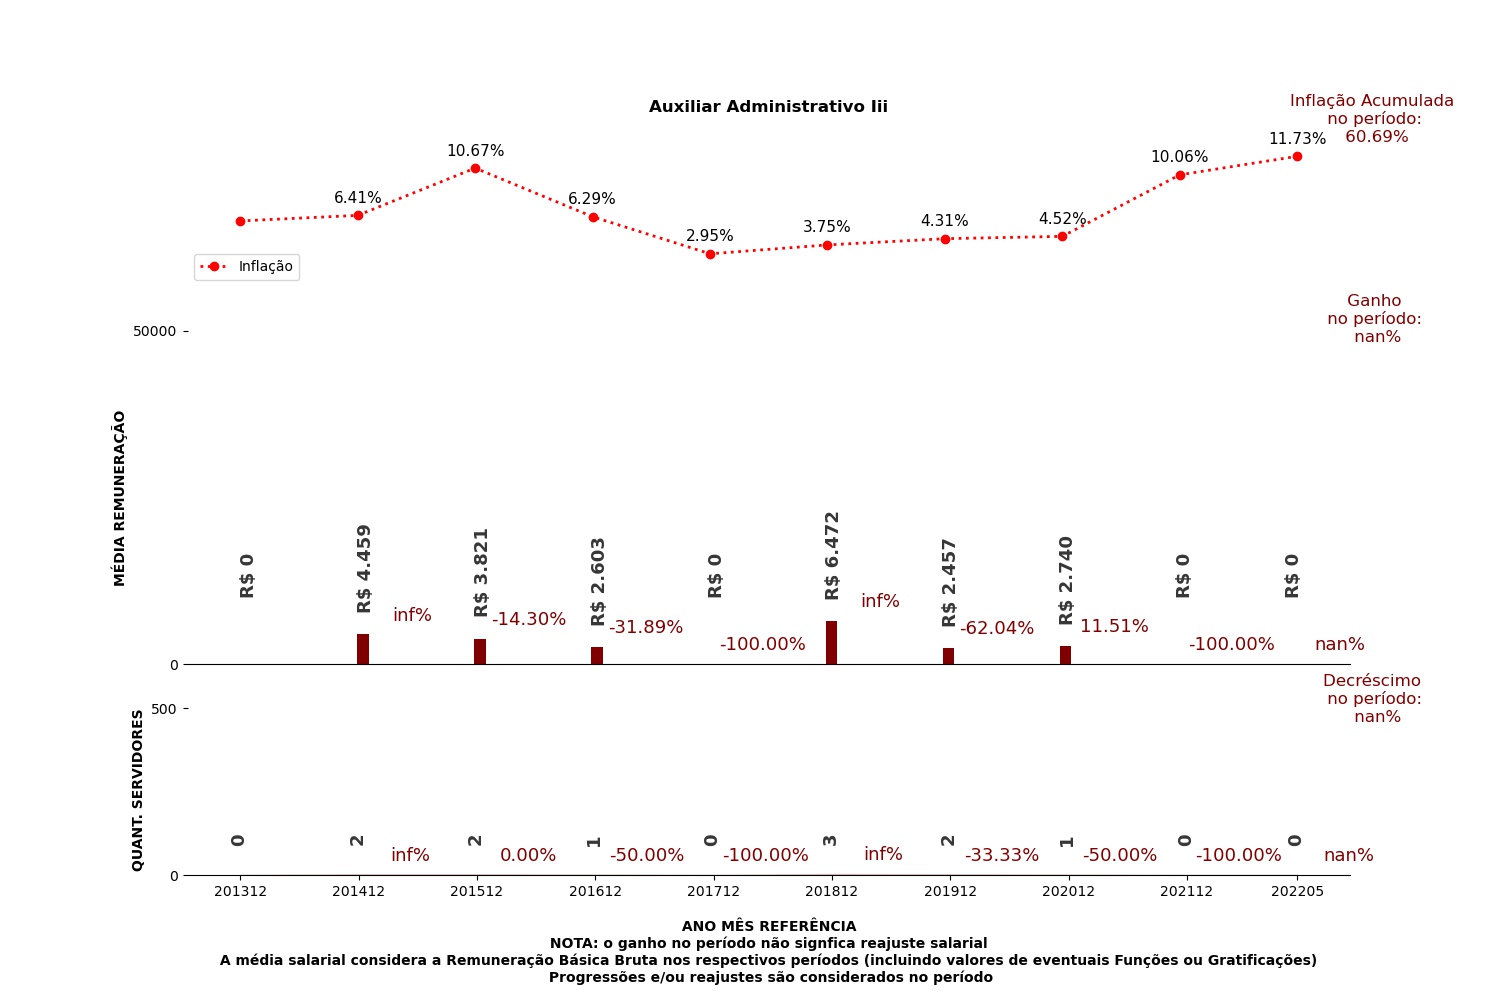 Auxiliar Administrativo Iii
Inflação Acumulada
no período:
60.69%
6.41%
10.67%
6.29%
2.95%
3.75%
4.31%
4.52%
10.06%
11.73%
Inflação
Ganho
no período:
nan%
50000
0
MÉDIA REMUNERAÇÃO
R$ 0
R$ 4.459
R$ 3.821
R$ 2.603
R$ 0
R$ 6.472
R$ 2.457
R$ 2.740
R$ 0
R$ 0
inf%
-14.30%
-31.89%
-100.00%
inf%
-62.04%
11.51%
-100.00%
nan%
Decréscimo
no período:
nan%
500
0
QUANT. SERVIDORES
0
2
2
1
0
3
2
1
0
0
inf%
0.00%
-50.00%
-100.00%
inf%
-33.33%
-50.00%
-100.00%
nan%
201312
201412
201512
201612
201712
201812
201912
202012
202112
202205
ANO MÊS REFERÊNCIA
NOTA: o ganho no período não signfica reajuste salarial
A média salarial considera a Remuneração Básica Bruta nos respectivos períodos (incluindo valores de eventuais Funções ou Gratificações)
Progressões e/ou reajustes são considerados no período